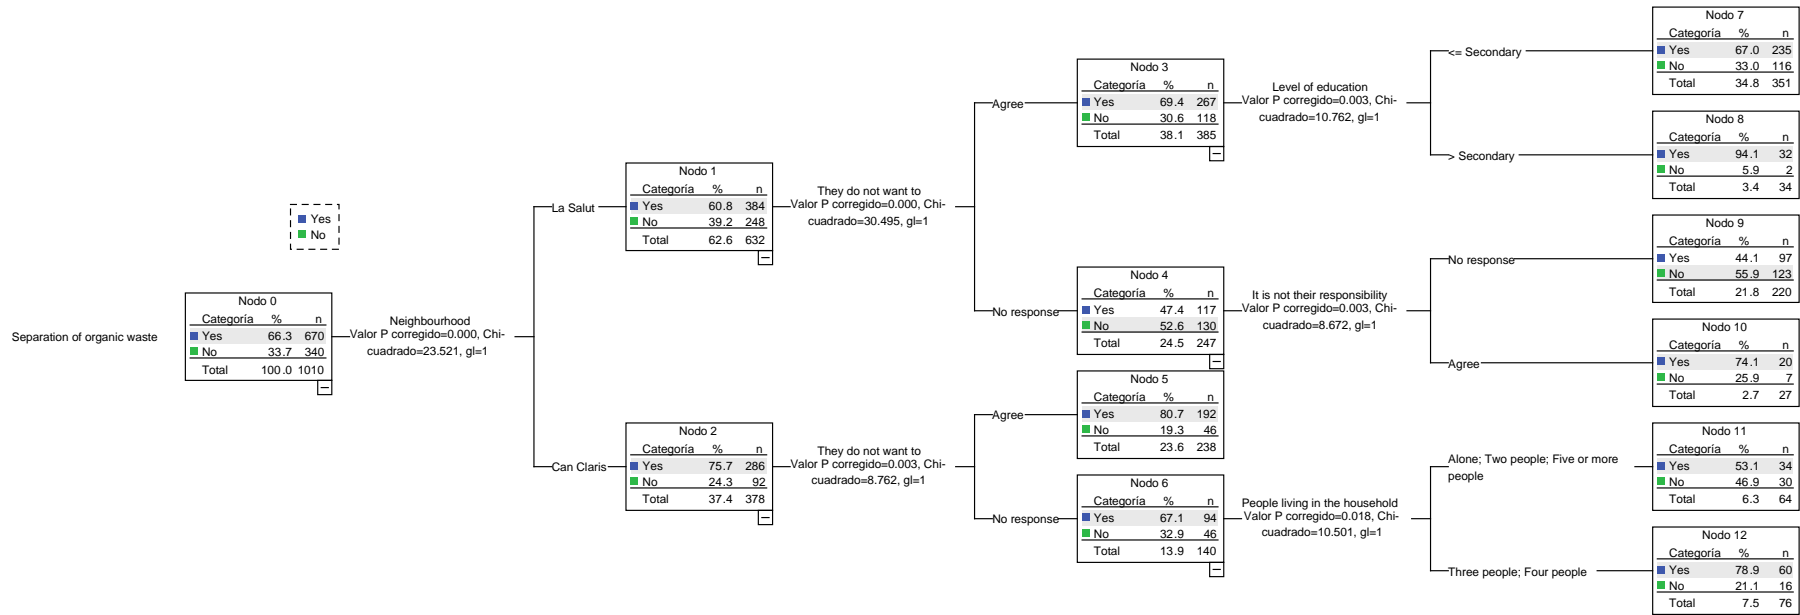 Separation of organic waste
Yes
No
Nodo 0
Categoría % n
Yes 66.3 670
No 33.7 340
Total 100.0 1010
Neighbourhood
Valor P corregido=0.000, Chi-
cuadrado=23.521, gl=1
La Salut
Can Claris
Nodo 1
Categoría % n
Yes 60.8 384
No 39.2 248
Total 62.6 632
They do not want to
Valor P corregido=0.000, Chi-
cuadrado=30.495, gl=1
Agree
No response
Nodo 2
Categoría % n
Yes 75.7 286
No 24.3 92
Total 37.4 378
They do not want to
Valor P corregido=0.003, Chi-
cuadrado=8.762, gl=1
Agree
No response
Nodo 3
Categoría % n
Yes 69.4 267
No 30.6 118
Total 38.1 385
Level of education
Valor P corregido=0.003, Chi-
cuadrado=10.762, gl=1
<= Secondary
> Secondary
Nodo 4
Categoría % n
Yes 47.4 117
No 52.6 130
Total 24.5 247
It is not their responsibility
Valor P corregido=0.003, Chi-
cuadrado=8.672, gl=1
No response
Agree
Nodo 5
Categoría % n
Yes 80.7 192
No 19.3 46
Total 23.6 238
Nodo 6
Categoría % n
Yes 67.1 94
No 32.9 46
Total 13.9 140
People living in the household
Valor P corregido=0.018, Chi-
cuadrado=10.501, gl=1
Alone; Two people; Five or more
people
Three people; Four people
Nodo 7
Categoría % n
Yes 67.0 235
No 33.0 116
Total 34.8 351
Nodo 8
Categoría % n
Yes 94.1 32
No 5.9 2
Total 3.4 34
Nodo 9
Categoría % n
Yes 44.1 97
No 55.9 123
Total 21.8 220
Nodo 10
Categoría % n
Yes 74.1 20
No 25.9 7
Total 2.7 27
Nodo 11
Categoría % n
Yes 53.1 34
No 46.9 30
Total 6.3 64
Nodo 12
Categoría % n
Yes 78.9 60
No 21.1 16
Total 7.5 76